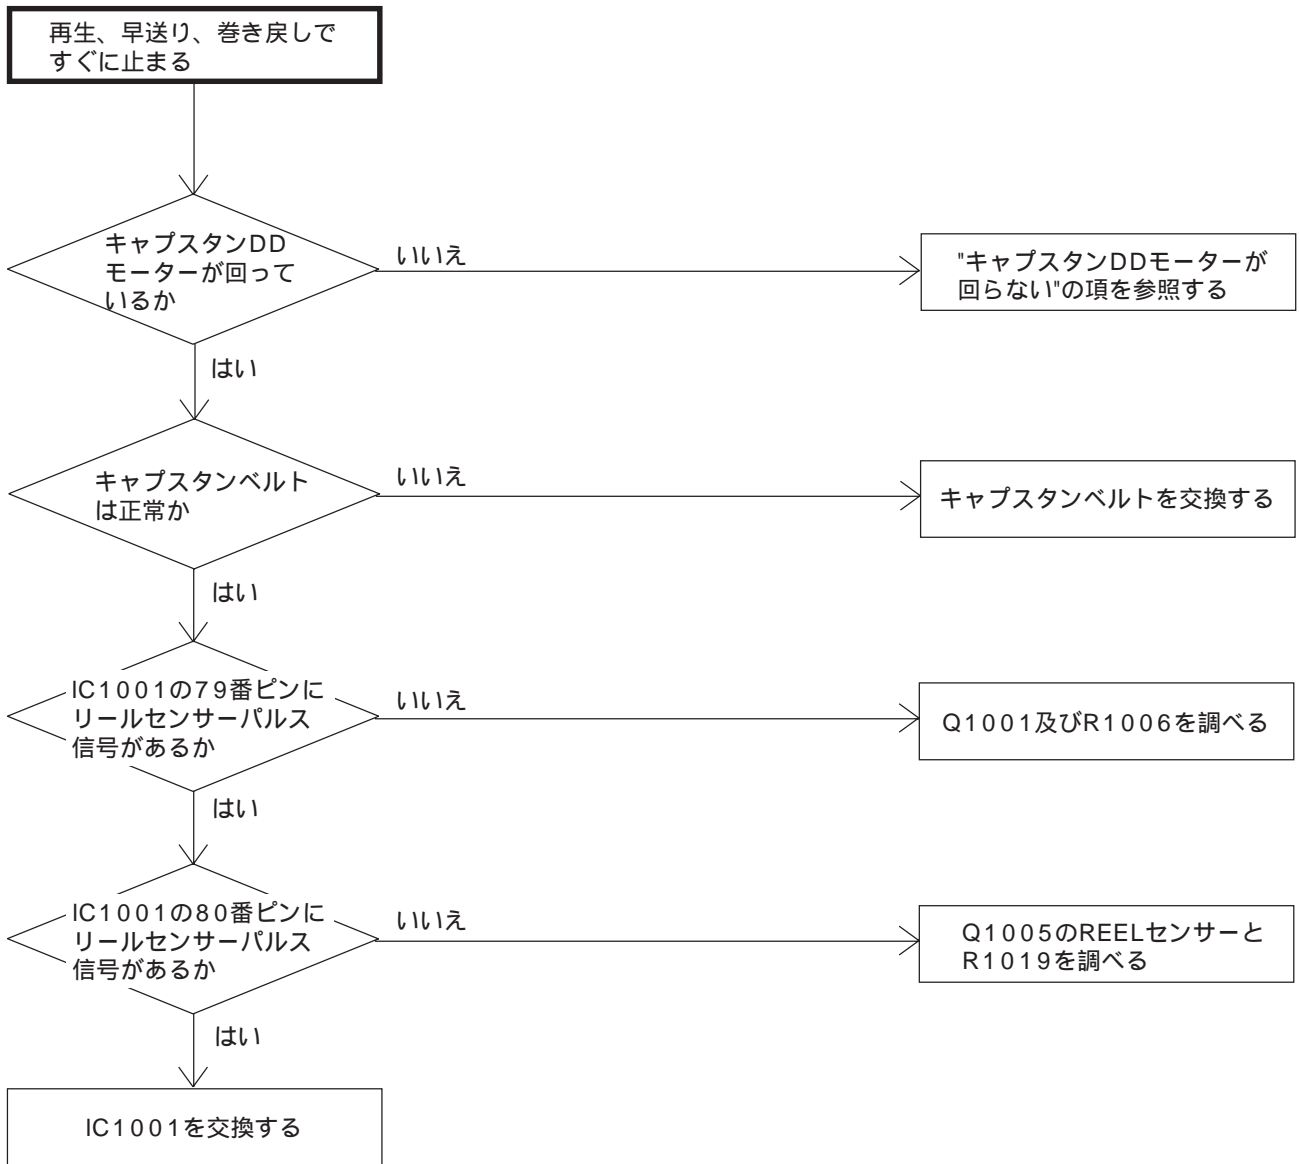 再生、早送り、巻き戻しで
すぐに止まる
キャプスタンDD
モーターが回って
いるか
いいえ
"キャプスタンDDモーターが
回らない"の項を参照する
はい
キャプスタンベルト
は正常か
いいえ
キャプスタンベルトを交換する
はい
IC1001の79番ピンに
リールセンサーパルス
信号があるか
いいえ
Q1001及びR1006を調べる
はい
IC1001の80番ピンに
リールセンサーパルス
信号があるか
いいえ
Q1005のREELセンサーと
R1019を調べる
はい
IC1001を交換する